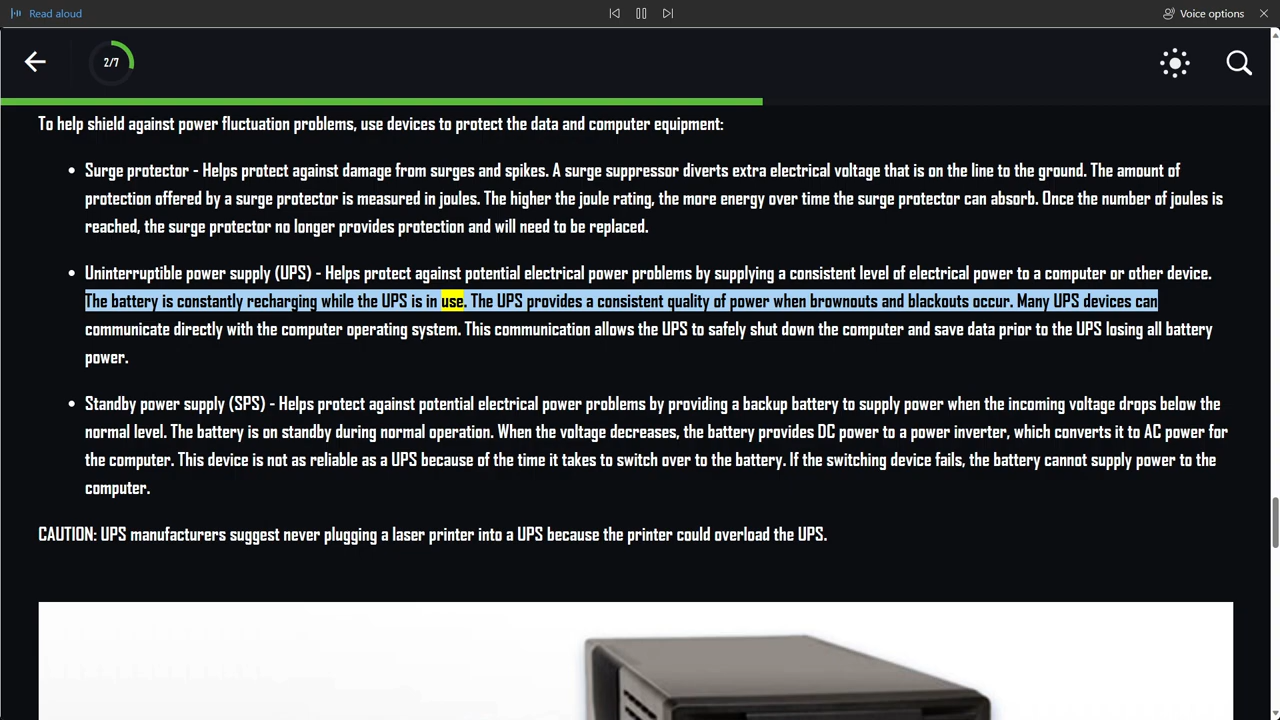 Read aloud
Voice options
2/7
To help shield against power fluctuation problems, use devices to protect the data and computer equipment:
• Surge protector - Helps protect against damage from surges and spikes. A surge suppressor diverts extra electrical voltage that is on the line to the ground. The amount of
protection offered by a surge protector is measured in joules. The higher the joule rating, the more energy over time the surge protector can absorb. Once the number of joules is
reached, the surge protector no longer provides protection and will need to be replaced.
• Uninterruptible power supply (UPS) - Helps protect against potential electrical power problems by supplying a consistent level of electrical power to a computer or other device.
The battery is constantly recharging while the UPS is in use. The UPS provides a consistent quality of power when brownouts and blackouts occur. Many UPS devices can
communicate directly with the computer operating system. This communication allows the UPS to safely shut down the computer and save data prior to the UPS losing all battery
power.
• Standby power supply (SPS) - Helps protect against potential electrical power problems by providing a backup battery to supply power when the incoming voltage drops below the
normal level. The battery is on standby during normal operation. When the voltage decreases, the battery provides DC power to a power inverter, which converts it to AC power for
the computer. This device is not as reliable as a UPS because of the time it takes to switch over to the battery. If the switching device fails, the battery cannot supply power to the
computer.
CAUTION: UPS manufacturers suggest never plugging a laser printer into a UPS because the printer could overload the UPS.